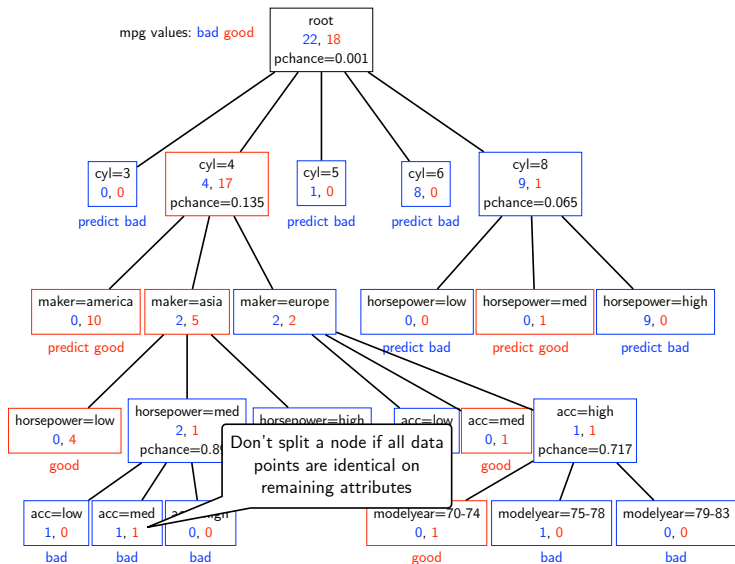 mpg values: bad good
root
22, 18
pchance=0.001
cyl=3
0, 0
predict bad
cyl=4
4, 17
pchance=0.135
cyl=5
1, 0
predict bad
cyl=6
8, 0
predict bad
cyl=8
9, 1
pchance=0.065
maker=america
0, 10
predict good
maker=asia
2, 5
maker=europe
2, 2
horsepower=low
0, 0
predict bad
horsepower=med
0, 1
predict good
horsepower=high
9, 0
predict bad
horsepower=low
0, 4
good
horsepower=med
2, 1
pchance=0.89
horsepower=high
acc=low
acc=med
0, 1
good
acc=high
1, 1
pchance=0.717
Don't split a node if all data
points are identical on
remaining attributes
acc=low
1, 0
bad
acc=med
1, 1
bad
0, 0
bad
modelyear=70-74
0, 1
good
modelyear=75-78
1, 0
bad
modelyear=79-83
0, 0
bad